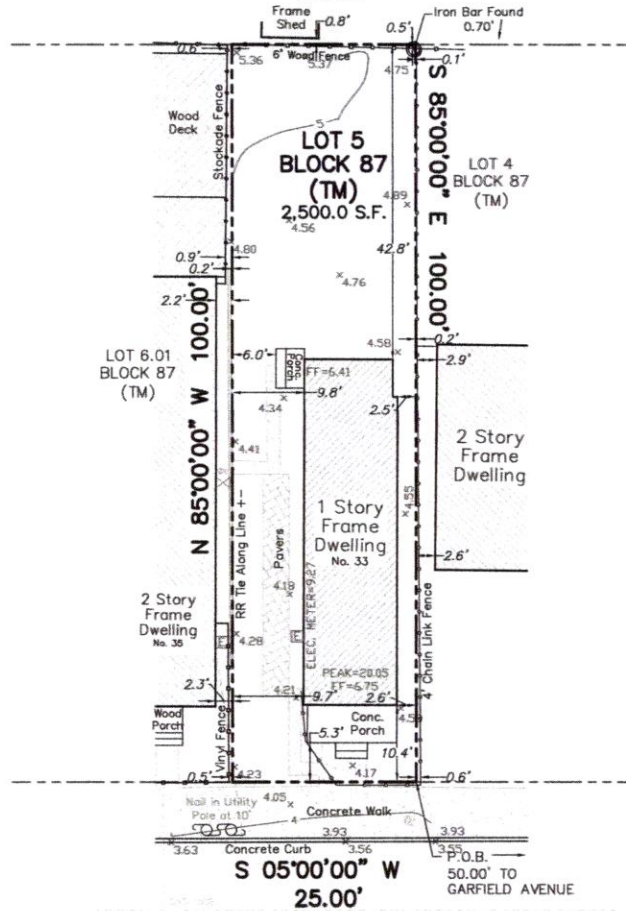 Frame
Shed
0.8'
0.5'
Iron Bar Found
0.70'
0.6'
5.36
6' Wood Fence
5.37
4.75
0.1'
Wood
Deck
Stockade Fence
5
LOT 5
BLOCK 87
(TM)
2,500.0 S.F.
S 85°00'00" E 100.00'
LOT 4
BLOCK 87
(TM)
4.89
4.56
4.80
42.8'
0.9'
0.2'
4.76
2.2'
LOT 6.01
BLOCK 87
(TM)
N 85°00'00" W 100.00'
6.0'
Conc.
Porch
FF=6.41
4.58
0.2'
2.9'
9.8'
4.34
2.5'
4.41
2 Story
Frame
Dwelling
RR Tie Along Line +-
Pavers
1 Story
Frame
Dwelling
No. 33
4.55
2.6'
4.18
ELEC. METER=9.27
4' Chain Link Fence
2 Story
Frame
Dwelling
No. 35
4.28
PEAK=20.05
FF=6.75
2.3'
4.21
9.7'
2.6'
Wood
Porch
Vinyl Fence
Conc.
Porch
5.3'
10.4'
4.17
0.5'
4.23
0.6'
Nail in Utility
Pole at 10'
4.05
4
Concrete Walk
3.93
3.93
3.63
Concrete Curb
3.56
3.55
S 05°00'00" W
25.00'
P.O.B.
50.00' TO
GARFIELD AVENUE